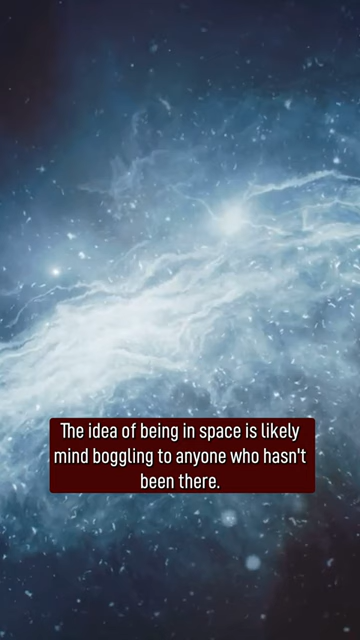 The idea of being in space is likely
mind boggling to anyone who hasn't
been there.